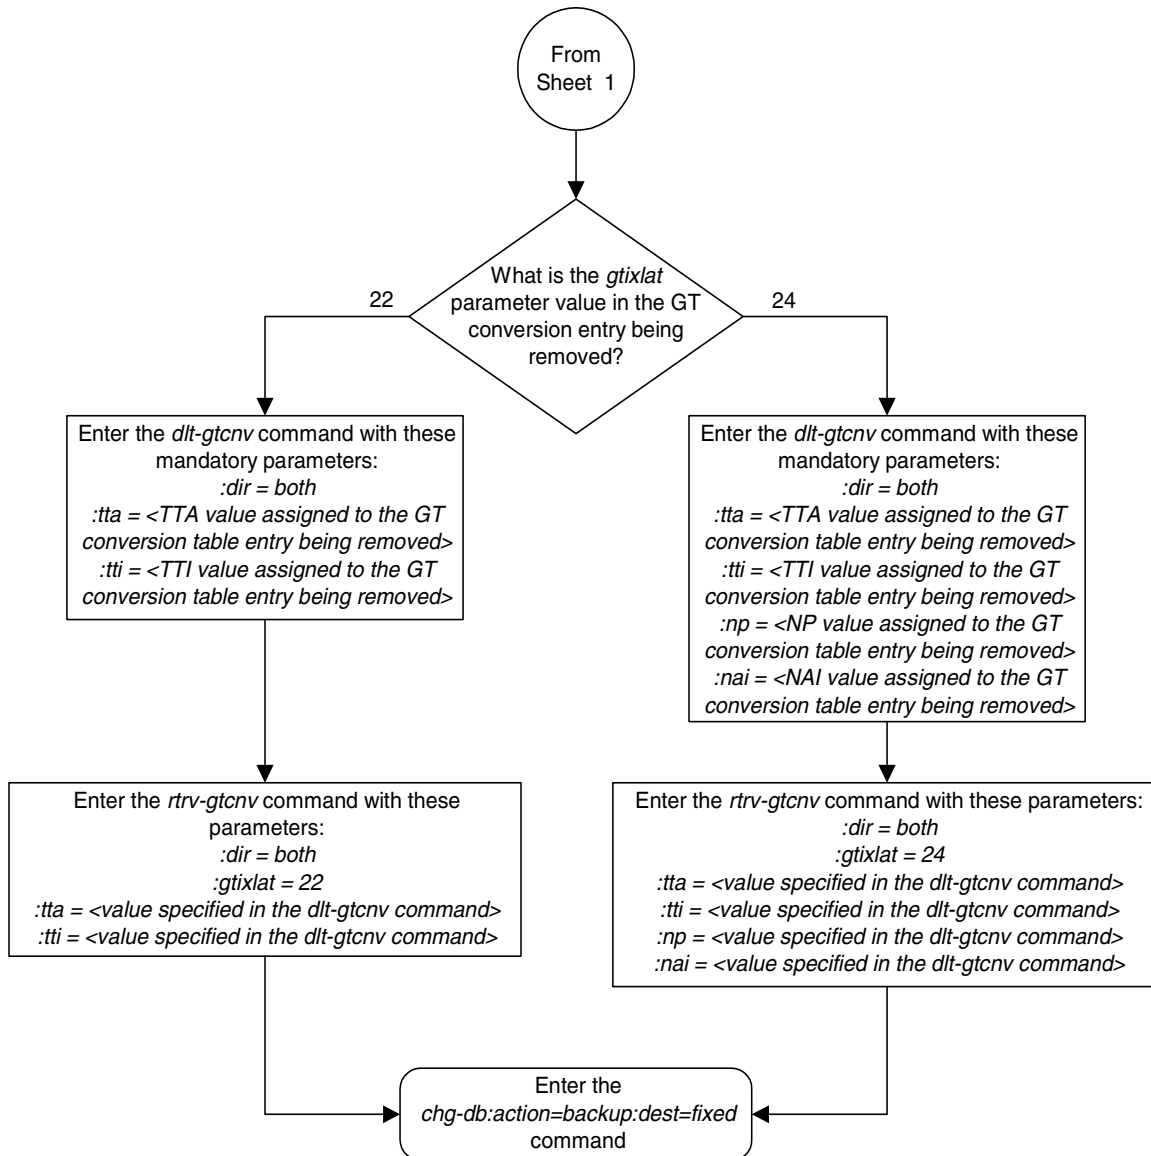 From
Sheet 1
What is the gtixlat
parameter value in the GT
conversion entry being
removed?
22
24
Enter the dlt-gtcnv command with these
mandatory parameters:
:dir = both
:tta = <TTA value assigned to the GT
conversion table entry being removed>
:tti = <TTI value assigned to the GT
conversion table entry being removed>
Enter the dlt-gtcnv command with these
mandatory parameters:
:dir = both
:tta = <TTA value assigned to the GT
conversion table entry being removed>
:tti = <TTI value assigned to the GT
conversion table entry being removed>
:np = <NP value assigned to the GT
conversion table entry being removed>
:nai = <NAI value assigned to the GT
conversion table entry being removed>
Enter the rtrv-gtcnv command with these
parameters:
:dir = both
:gtixlat = 22
:tta = <value specified in the dlt-gtcnv command>
:tti = <value specified in the dlt-gtcnv command>
Enter the rtrv-gtcnv command with these parameters:
:dir = both
:gtixlat = 24
:tta = <value specified in the dlt-gtcnv command>
:tti = <value specified in the dlt-gtcnv command>
:np = <value specified in the dlt-gtcnv command>
:nai = <value specified in the dlt-gtcnv command>
Enter the
chg-db:action=backup:dest=fixed
command